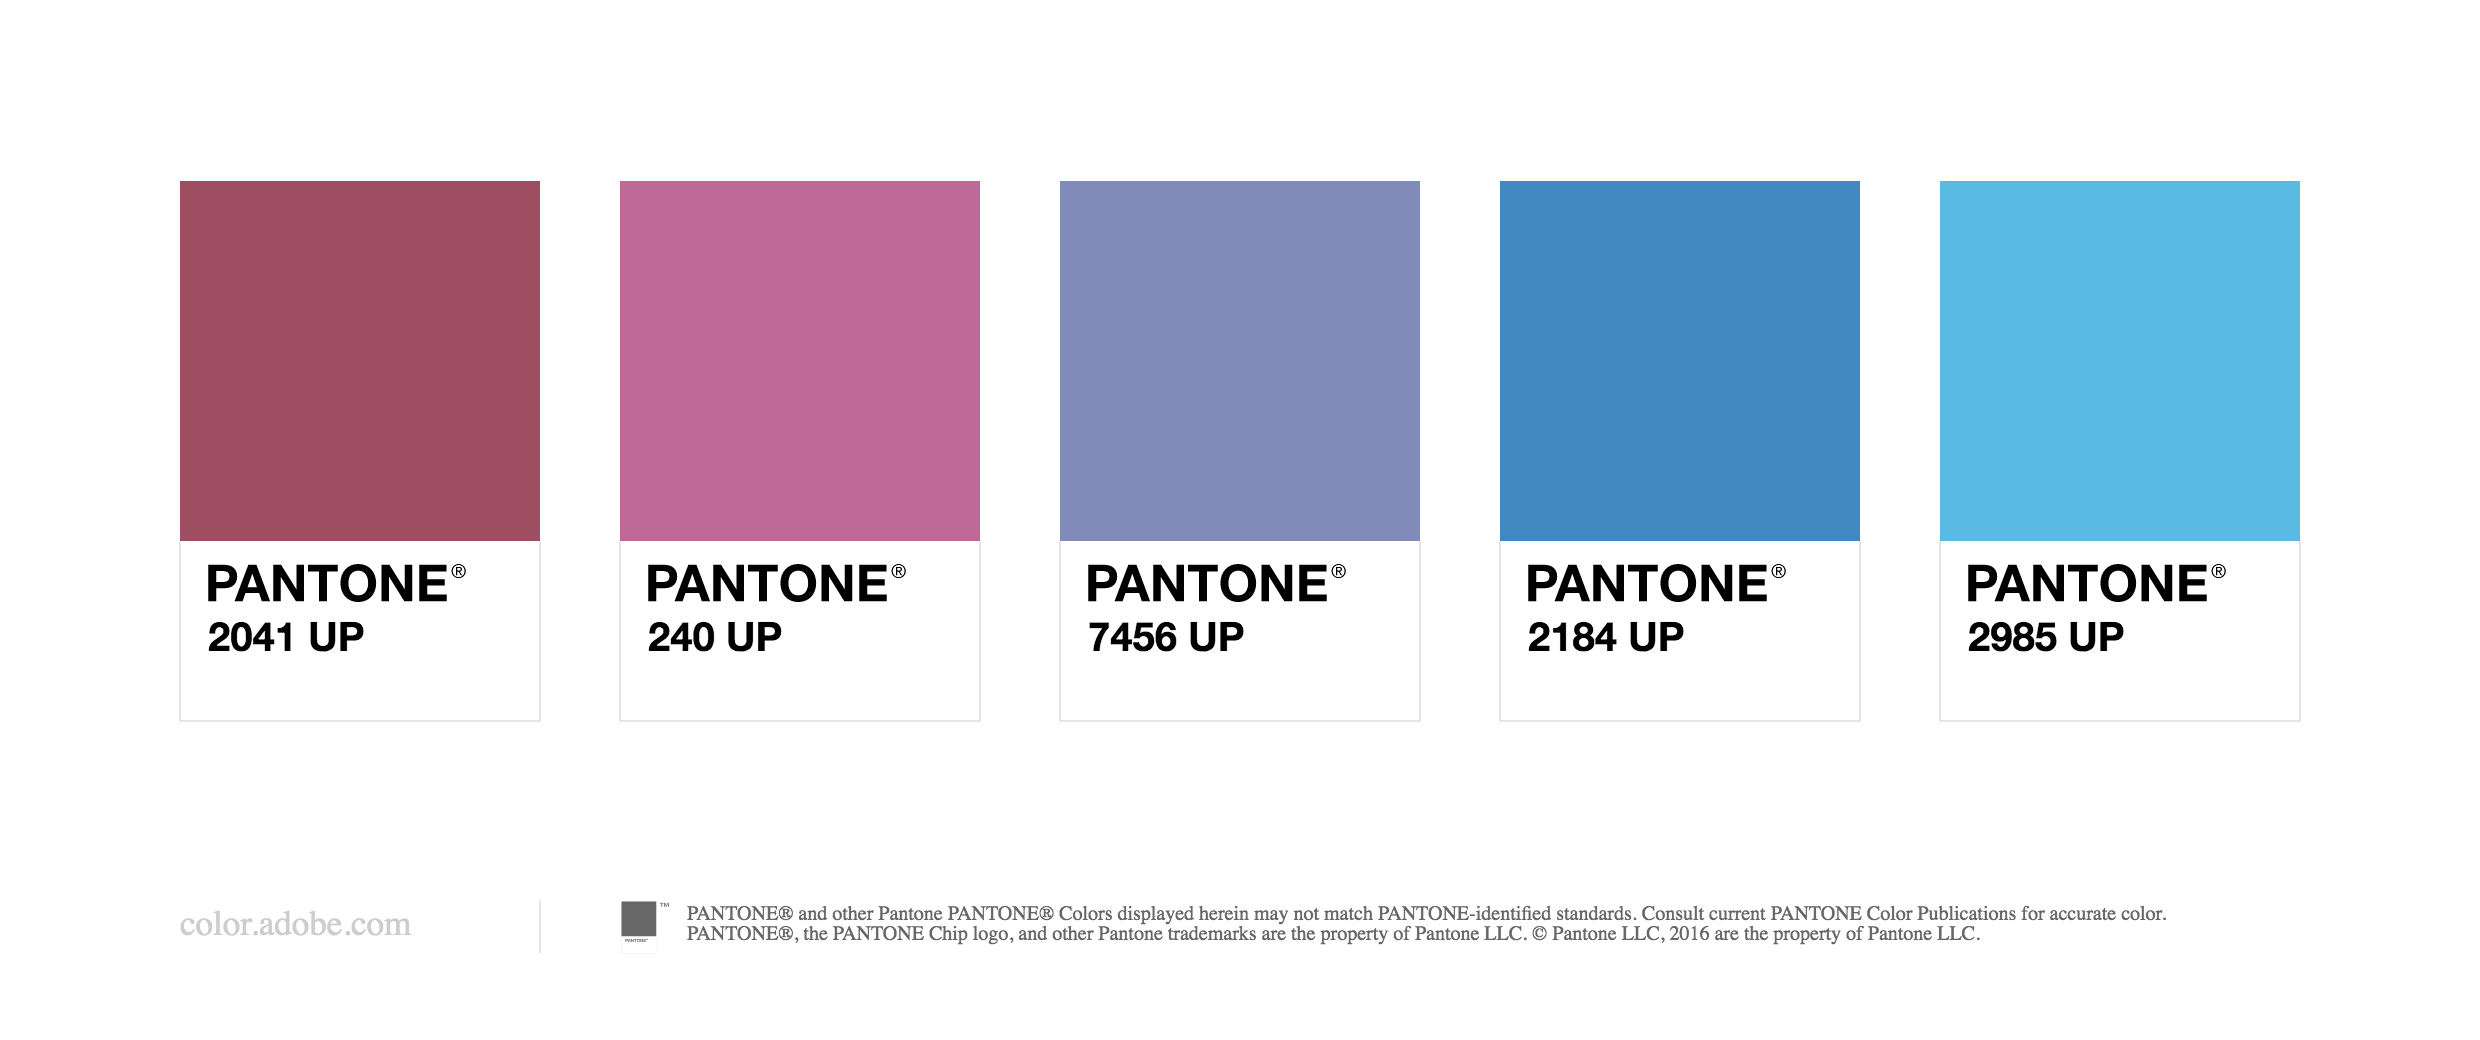 PANTONE®
2041 UP
PANTONE®
240 UP
PANTONE®
7456 UP
PANTONE®
2184 UP
PANTONE®
2985 UP
color.adobe.com
PANTONE™
™
PANTONE® and other Pantone PANTONE® Colors displayed herein may not match PANTONE-identified standards. Consult current PANTONE Color Publications for accurate color.
PANTONE®, the PANTONE Chip logo, and other Pantone trademarks are the property of Pantone LLC. © Pantone LLC, 2016 are the property of Pantone LLC.